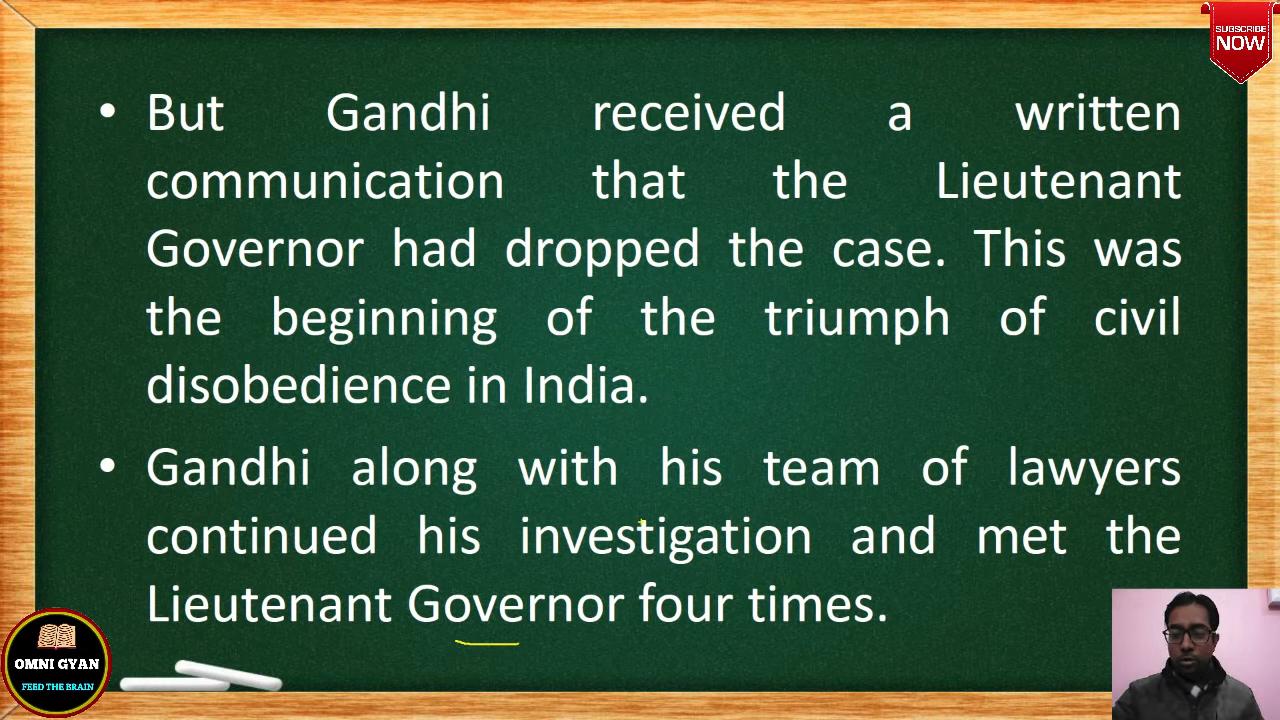 SUBSCRIBE
NOW
• But Gandhi received a written
communication that the Lieutenant
Governor had dropped the case. This was
the beginning of the triumph of civil
disobedience in India.
• Gandhi along with his team of lawyers
continued his investigation and met the
Lieutenant Governor four times.
OMNI GYAN
FEED THE BRAIN